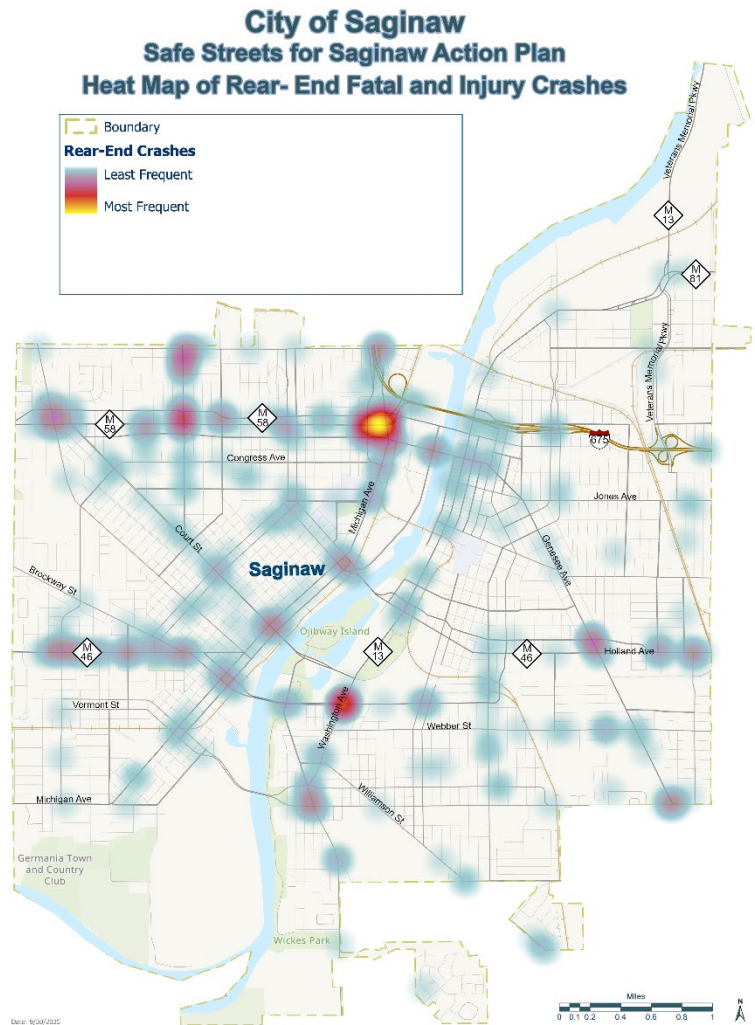 City of Saginaw
Safe Streets for Saginaw Action Plan
Heat Map of Rear- End Fatal and Injury Crashes
Boundary
Rear-End Crashes
Least Frequent
Most Frequent
Veterans Memorial Pkwy
M
13
M
81
Veterans Memorial Pkwy
M
58
M
58
675
Congress Ave
Michigan Ave
Jones Ave
Court St
Genesee Ave
Saginaw
Brockway St
Ojibway Island
M
46
M
13
M
46
Holland Ave
Vermont St
Washington Ave
Webber St
Michigan Ave
Williamson St
Germania Town
and Country
Club
Wickes Park
Miles
0 0.1 0.2 0.4 0.6 0.8 1
N
Date: 9/30/2025